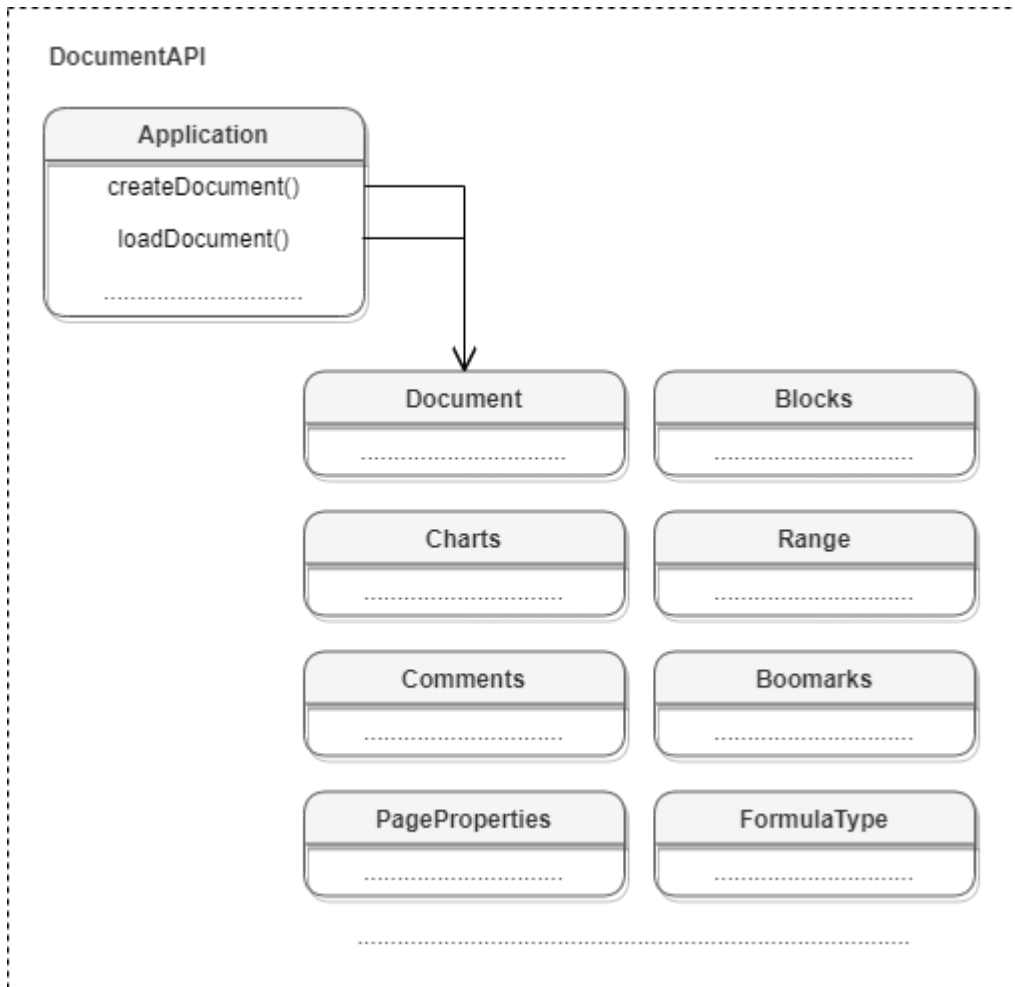 DocumentAPI
Application
createDocument()
loadDocument()
Document
Blocks
Charts
Range
Comments
Boomarks
PageProperties
FormulaType